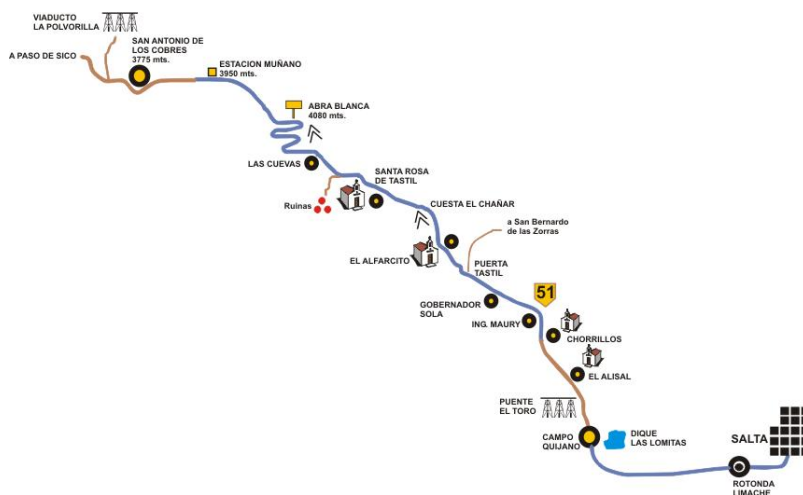 VIADUCTO
LA POLVORILLA
SAN ANTONIO DE
LOS COBRES
3775 mts.
A PASO DE SICO
ESTACION MUÑANO
3950 mts.
ABRA BLANCA
4080 mts.
LAS CUEVAS
SANTA ROSA
DE TASTIL
Ruinas
CUESTA EL CHAÑAR
a San Bernardo
de las Zorras
EL ALFARCITO
PUERTA
TASTIL
51
GOBERNADOR
SOLA
ING. MAURY
CHORRILLOS
EL ALISAL
PUENTE
EL TORO
CAMPO
QUIJANO
DIQUE
LAS LOMITAS
SALTA
ROTONDA
LIMACHE